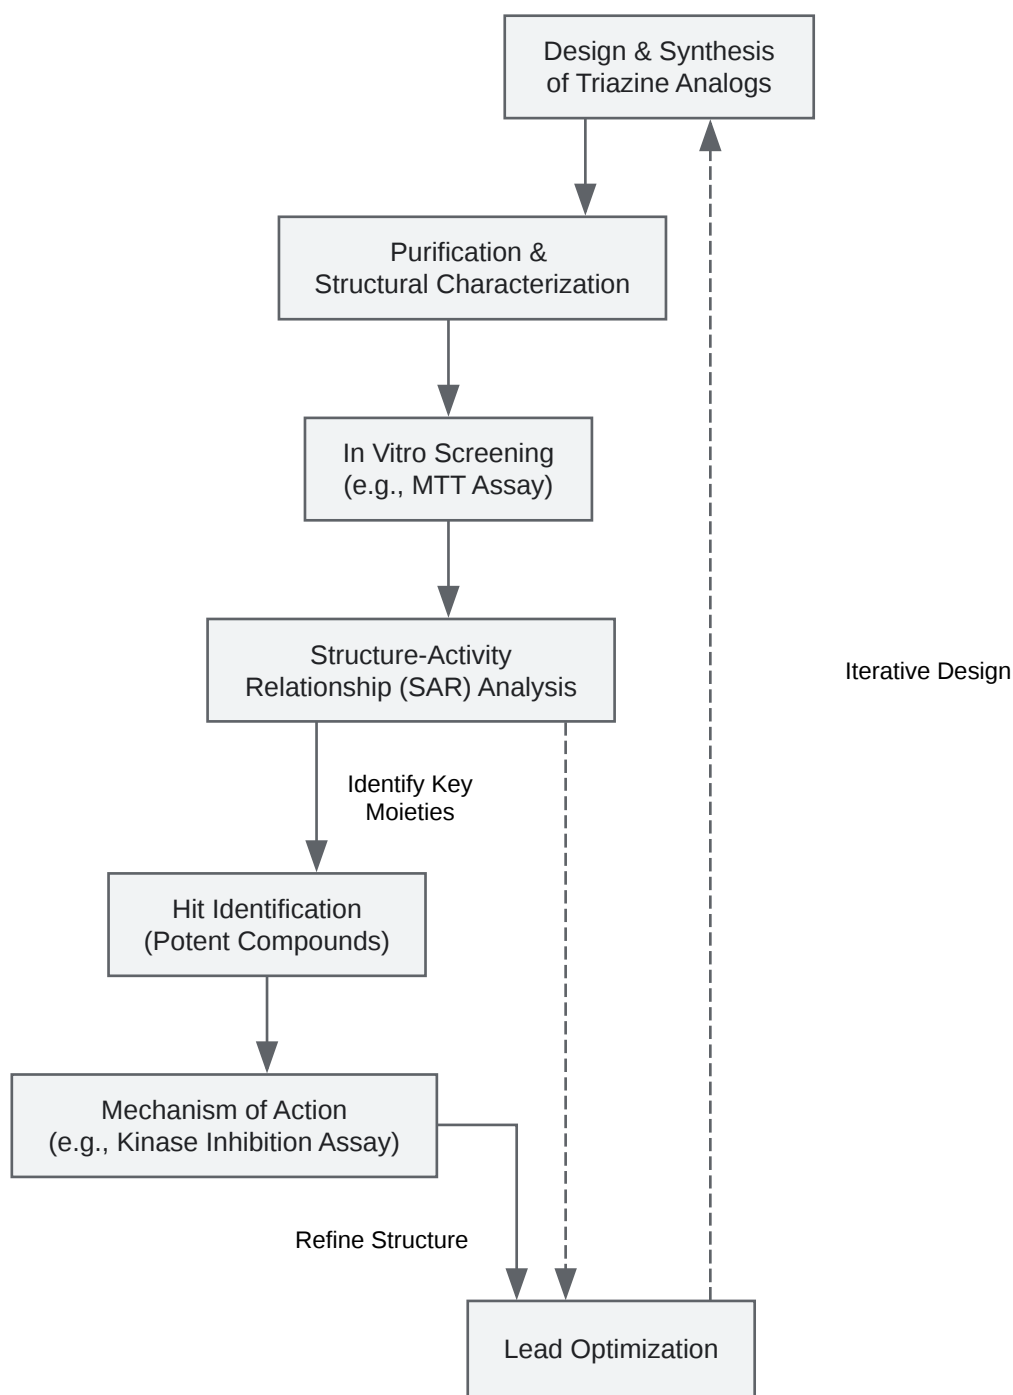 Design & Synthesis
of Triazine Analogs
Purification &
Structural Characterization
In Vitro Screening
(e.g., MTT Assay)
Structure-Activity
Relationship (SAR) Analysis
Iterative Design
Identify Key
Moieties
Hit Identification
(Potent Compounds)
Mechanism of Action
(e.g., Kinase Inhibition Assay)
Refine Structure
Lead Optimization